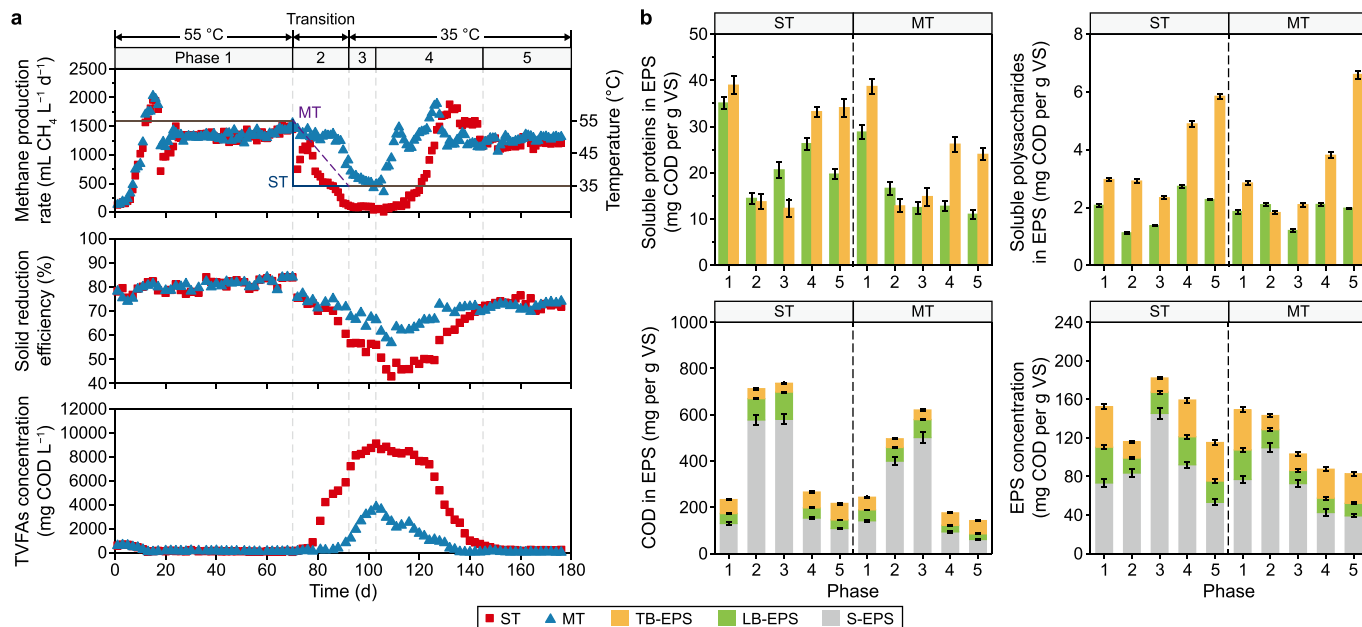 a
Transition
55 °C
35 °C
Phase 1
2
3
4
5
Methane production
rate (mL CH₄ L⁻¹ d⁻¹)
2500
2000
1500
1000
500
0
MT
ST
55
45
35
Temperature (°C)
Solid reduction
efficiency (%)
100
90
80
70
60
50
40
TVFAs concentration
(mg COD L⁻¹)
12000
10000
8000
6000
4000
2000
0
0 20 40 60 80 100 120 140 160 180
Time (d)
b
ST MT
Soluble proteins in EPS
(mg COD per g VS)
50
40
30
20
10
0
1 2 3 4 5 1 2 3 4 5
ST MT
Soluble polysaccharides
in EPS (mg COD per g VS)
8
6
4
2
0
1 2 3 4 5 1 2 3 4 5
ST MT
COD in EPS (mg per g VS)
1000
800
600
400
200
0
1 2 3 4 5 1 2 3 4 5
ST MT
EPS concentration
(mg COD per g VS)
240
200
160
120
80
40
0
1 2 3 4 5 1 2 3 4 5
Phase
ST MT TB-EPS LB-EPS S-EPS